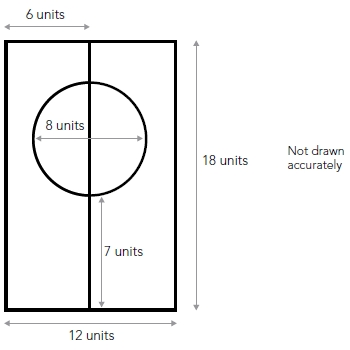 6 units
8 units
18 units
Not drawn
accurately
7 units
12 units